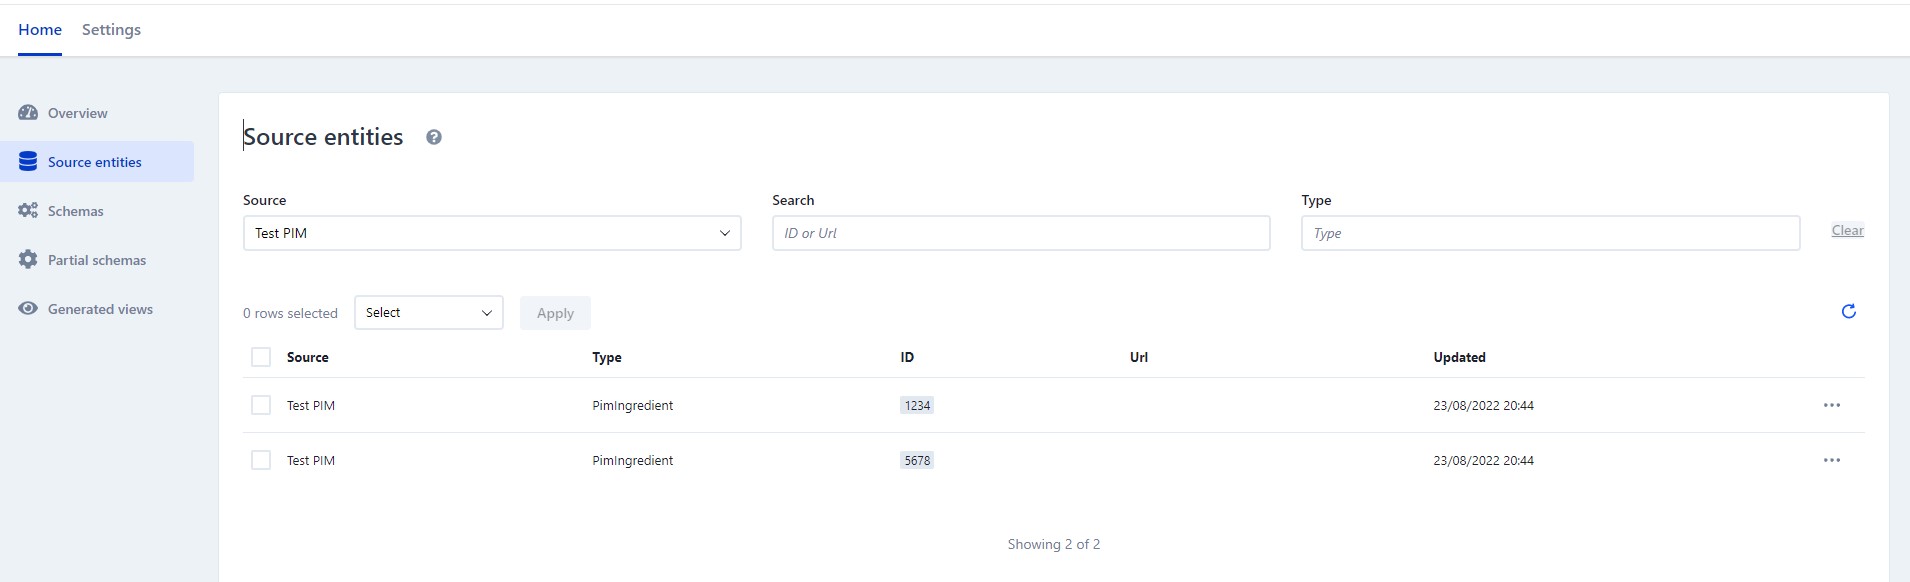 Home Settings
Overview
Source entities
Schemas
Partial schemas
Generated views
Source entities ?
Source Search Type
Test PIM ID or Url Type Clear
0 rows selected Select Apply
Source Type ID Url Updated
Test PIM PimIngredient 1234 23/08/2022 20:44 ...
Test PIM PimIngredient 5678 23/08/2022 20:44 ...
Showing 2 of 2